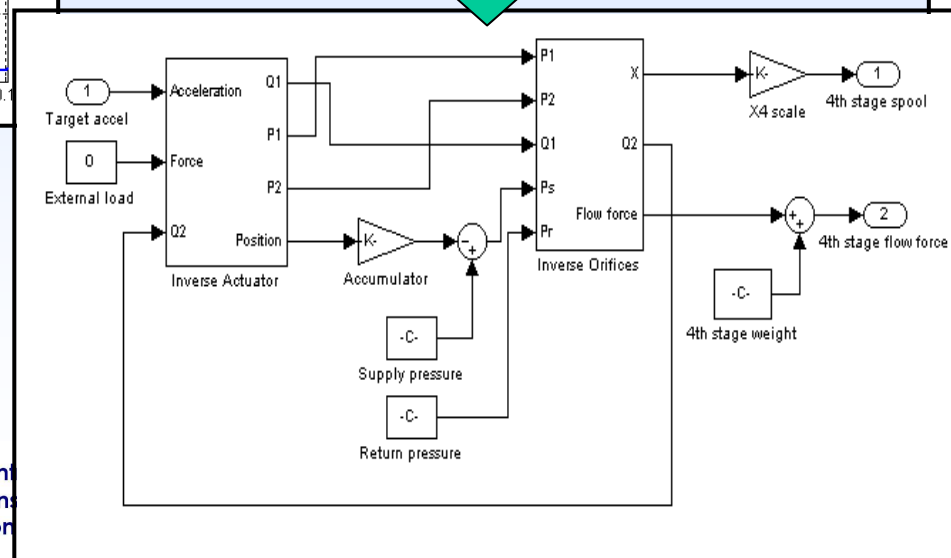 .1
1
Target accel
0
External load
Acceleration
Force
Q2
Q1
P1
P2
Position
Inverse Actuator
K-
Accumulator
-C-
Supply pressure
-C-
Return pressure
P1
P2
Q1
Ps
Pr
X
Q2
Flow force
Inverse Orifices
K-
X4 scale
1
4th stage spool
2
4th stage flow force
-C-
4th stage weight